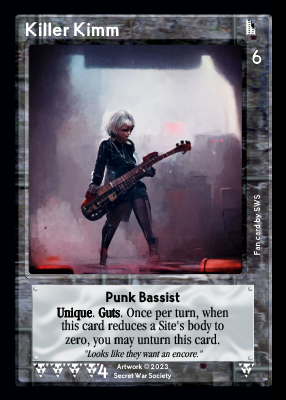 Killer Kimm
6
Fan card by SWS
Punk Bassist
Unique. Guts. Once per turn, when
this card reduces a Site's body to
zero, you may unturn this card.
"Looks like they want an encore."
4
Artwork © 2023
Secret War Society